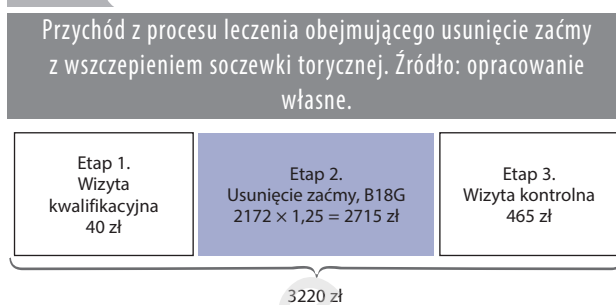 Przychód z procesu leczenia obejmującego usunięcie zaćmy
z wszczepieniem soczewki torycznej. Źródło: opracowanie
własne.
Etap 1.
Wizyta
kwalifikacyjna
40 zł
Etap 2.
Usunięcie zaćmy, B18G
2172 × 1,25 = 2715 zł
Etap 3.
Wizyta kontrolna
465 zł
3220 zł